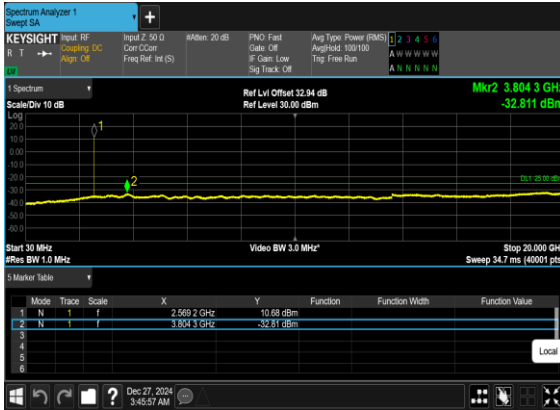 Spectrum Analyzer 1
Swept SA
+
KEYSIGHT Input: RF Input Z: 50 Ω #Atten: 20 dB PNO: Fast Avg Type: Power (RMS) 1 2 3 4 5 6
R T Coupling: DC Corr CCorr Gate: Off Avg|Hold: 100/100 A W W W W W
Align: Off Freq Ref: Int (S) IF Gain: Low Trig: Free Run
Sig Track: Off A N N N N N
1 Spectrum
Scale/Div 10 dB
Ref Lvl Offset 32.94 dB
Ref Level 30.00 dBm
Mkr2 3.804 3 GHz
-32.811 dBm
Log
20.0
10.0
0.00
-10.0
-20.0
-30.0
-40.0
-50.0
-60.0
1
2
Start 30 MHz Video BW 3.0 MHz* Stop 20.000 GHz
#Res BW 1.0 MHz Sweep 34.7 ms (40001 pts)
5 Marker Table
Mode Trace Scale X Y Function Function Width Function Value
1 N 1 f 2.569 2 GHz 10.68 dBm
2 N 1 f 3.804 3 GHz -32.81 dBm
3
4
5
6
Local
Dec 27, 2024
3:45:57 AM